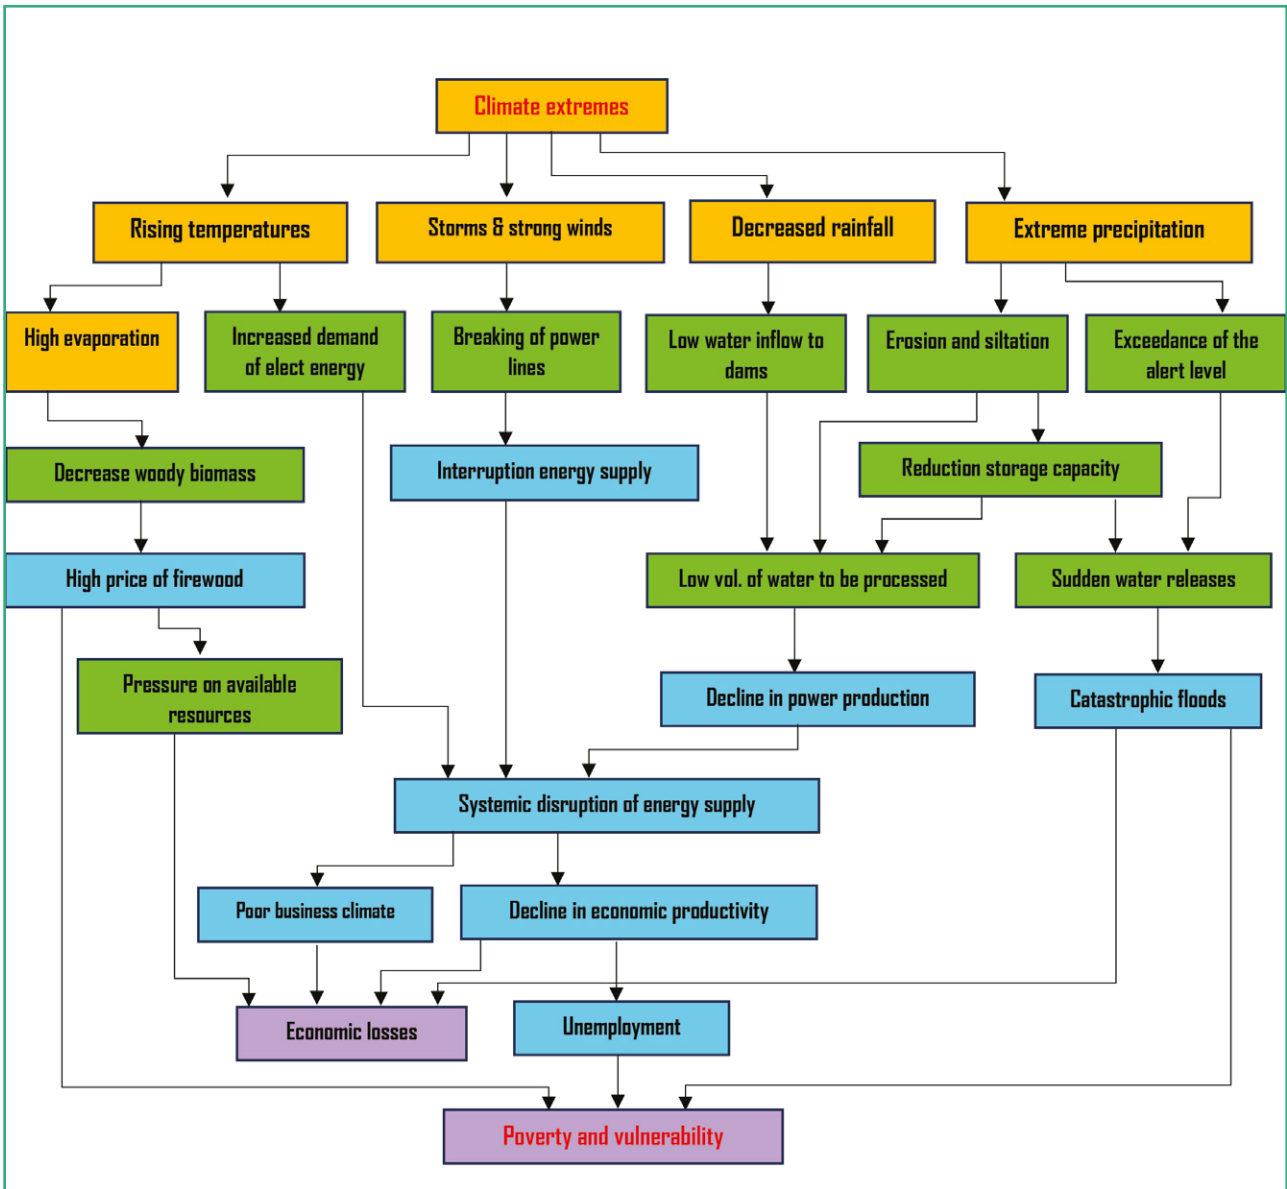 Climate extremes
Rising temperatures
Storms & strong winds
Decreased rainfall
Extreme precipitation
High evaporation
Increased demand
of elect energy
Breaking of power
lines
Low water inflow to
dams
Erosion and siltation
Exceedance of the
alert level
Decrease woody biomass
Interruption energy supply
Reduction storage capacity
High price of firewood
Low vol. of water to be processed
Sudden water releases
Pressure on available
resources
Decline in power production
Catastrophic floods
Systemic disruption of energy supply
Poor business climate
Decline in economic productivity
Economic losses
Unemployment
Poverty and vulnerability